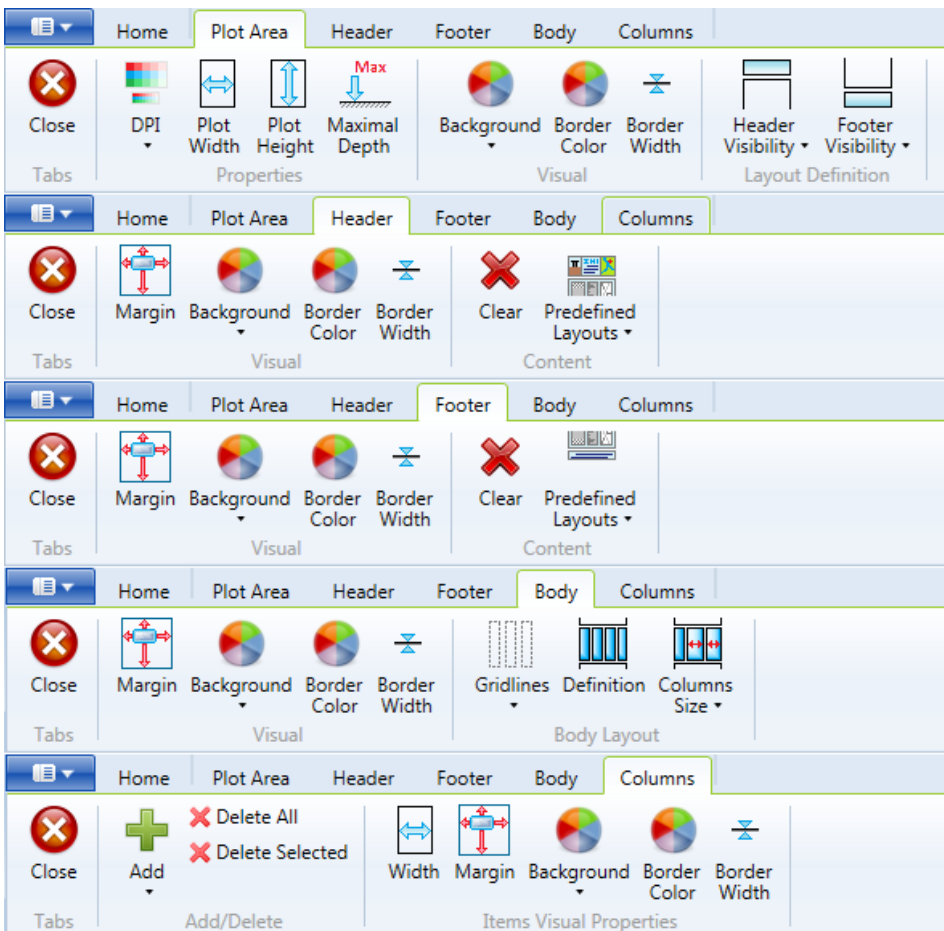 Home Plot Area Header Footer Body Columns
Max
Close DPI Plot Width Plot Height Maximal Depth Background Border Color Border Width Header Visibility Footer Visibility
Tabs Properties Visual Layout Definition
Home Plot Area Header Footer Body Columns
Close Margin Background Border Color Border Width Clear Predefined Layouts
Tabs Visual Content
Home Plot Area Header Footer Body Columns
Close Margin Background Border Color Border Width Clear Predefined Layouts
Tabs Visual Content
Home Plot Area Header Footer Body Columns
Close Margin Background Border Color Border Width Gridlines Definition Columns Size
Tabs Visual Body Layout
Home Plot Area Header Footer Body Columns
Delete All
Delete Selected
Close Add Width Margin Background Border Color Border Width
Tabs Add/Delete Items Visual Properties